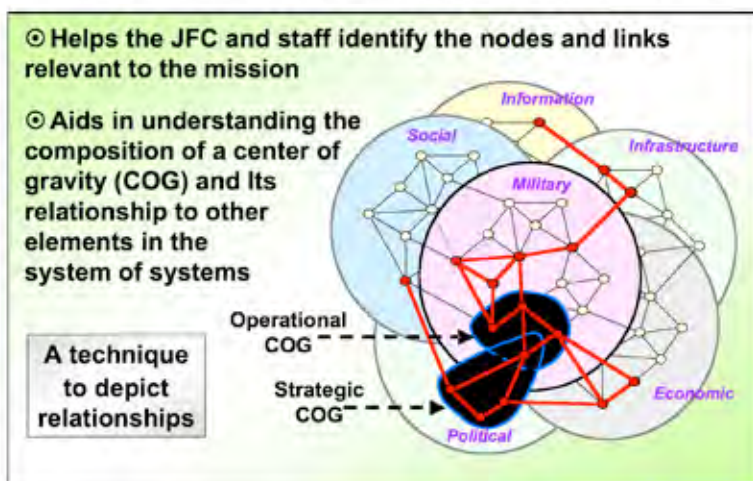 ⊙ Helps the JFC and staff identify the nodes and links
relevant to the mission
⊙ Aids in understanding the
composition of a center of
gravity (COG) and Its
relationship to other
elements in the
system of systems
Information
Social
Infrastructure
Military
Operational
COG
A technique
to depict
relationships
Strategic
COG
Economic
Political